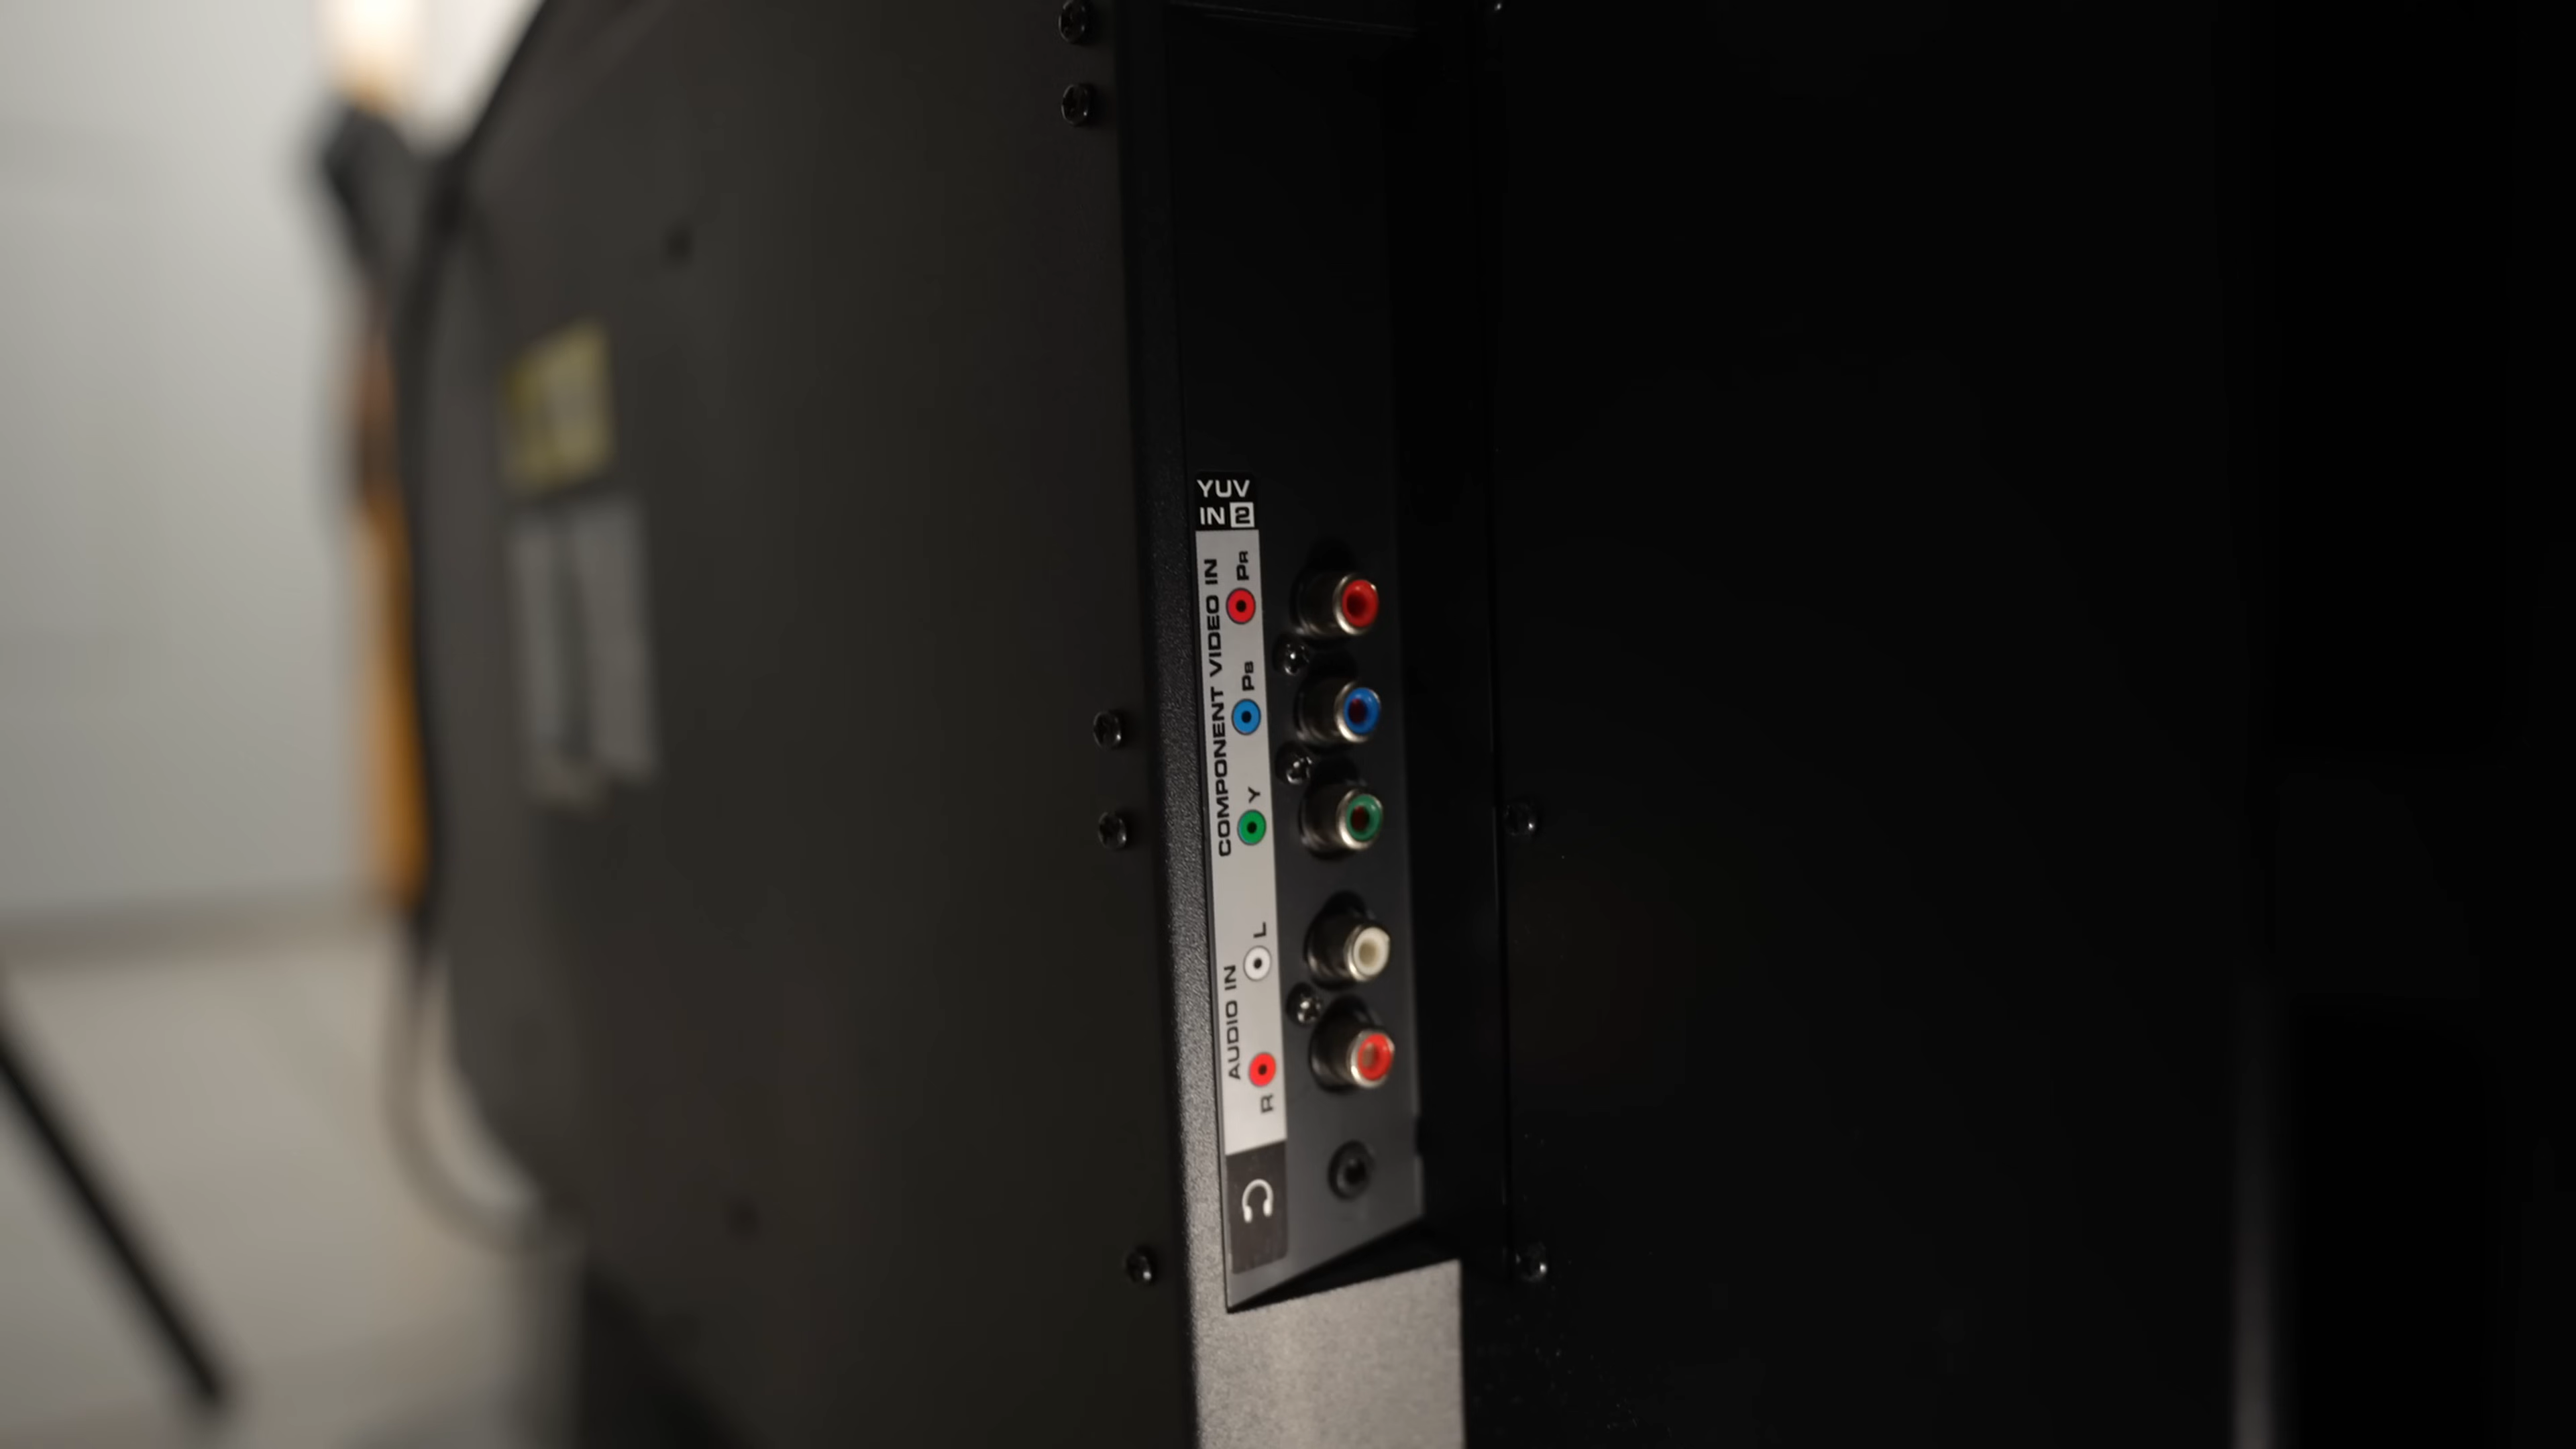 YUV
IN 2
COMPONENT VIDEO IN
PR
PB
Y
AUDIO IN
L
R